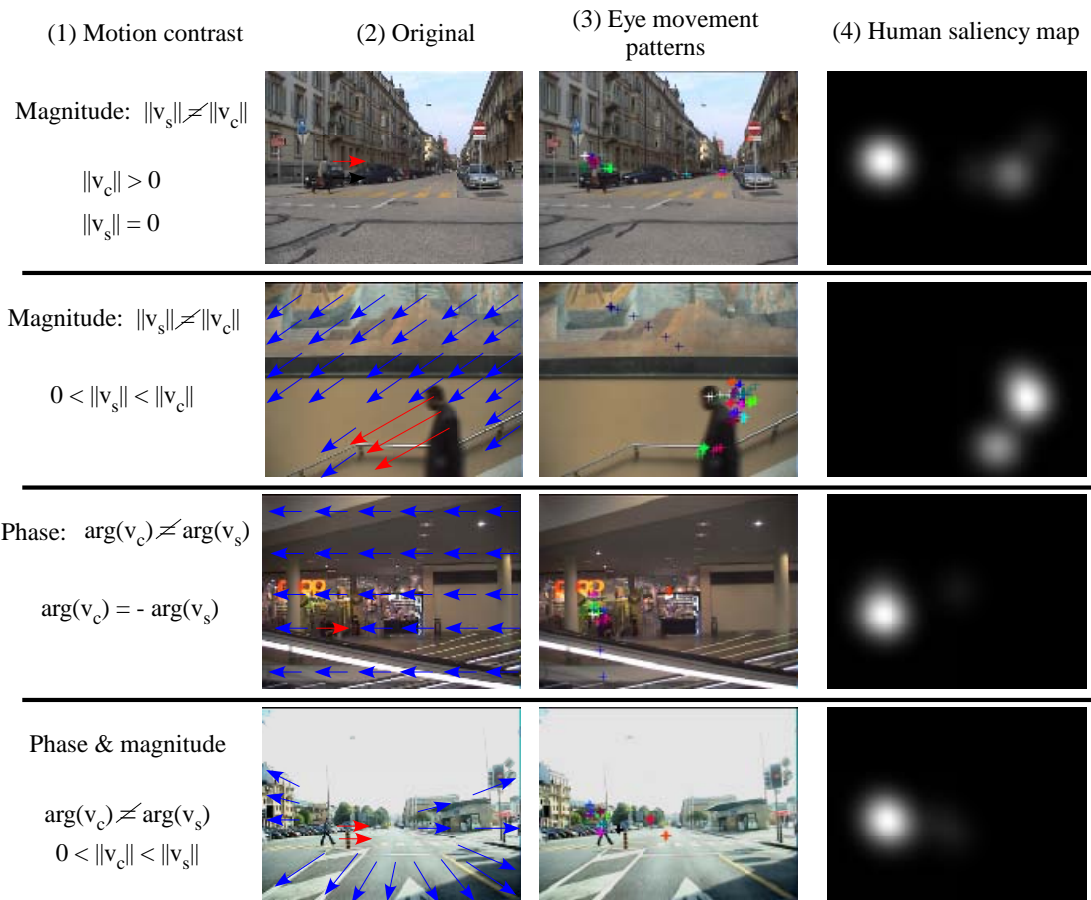 (1) Motion contrast
(2) Original
(3) Eye movement
patterns
(4) Human saliency map
Magnitude: ||v_s|| ≠ ||v_c||
||v_c|| > 0
||v_s|| = 0
Magnitude: ||v_s|| ≠ ||v_c||
0 < ||v_s|| < ||v_c||
Phase: arg(v_c) ≠ arg(v_s)
arg(v_c) = - arg(v_s)
Phase & magnitude
arg(v_c) ≠ arg(v_s)
0 < ||v_c|| < ||v_s||